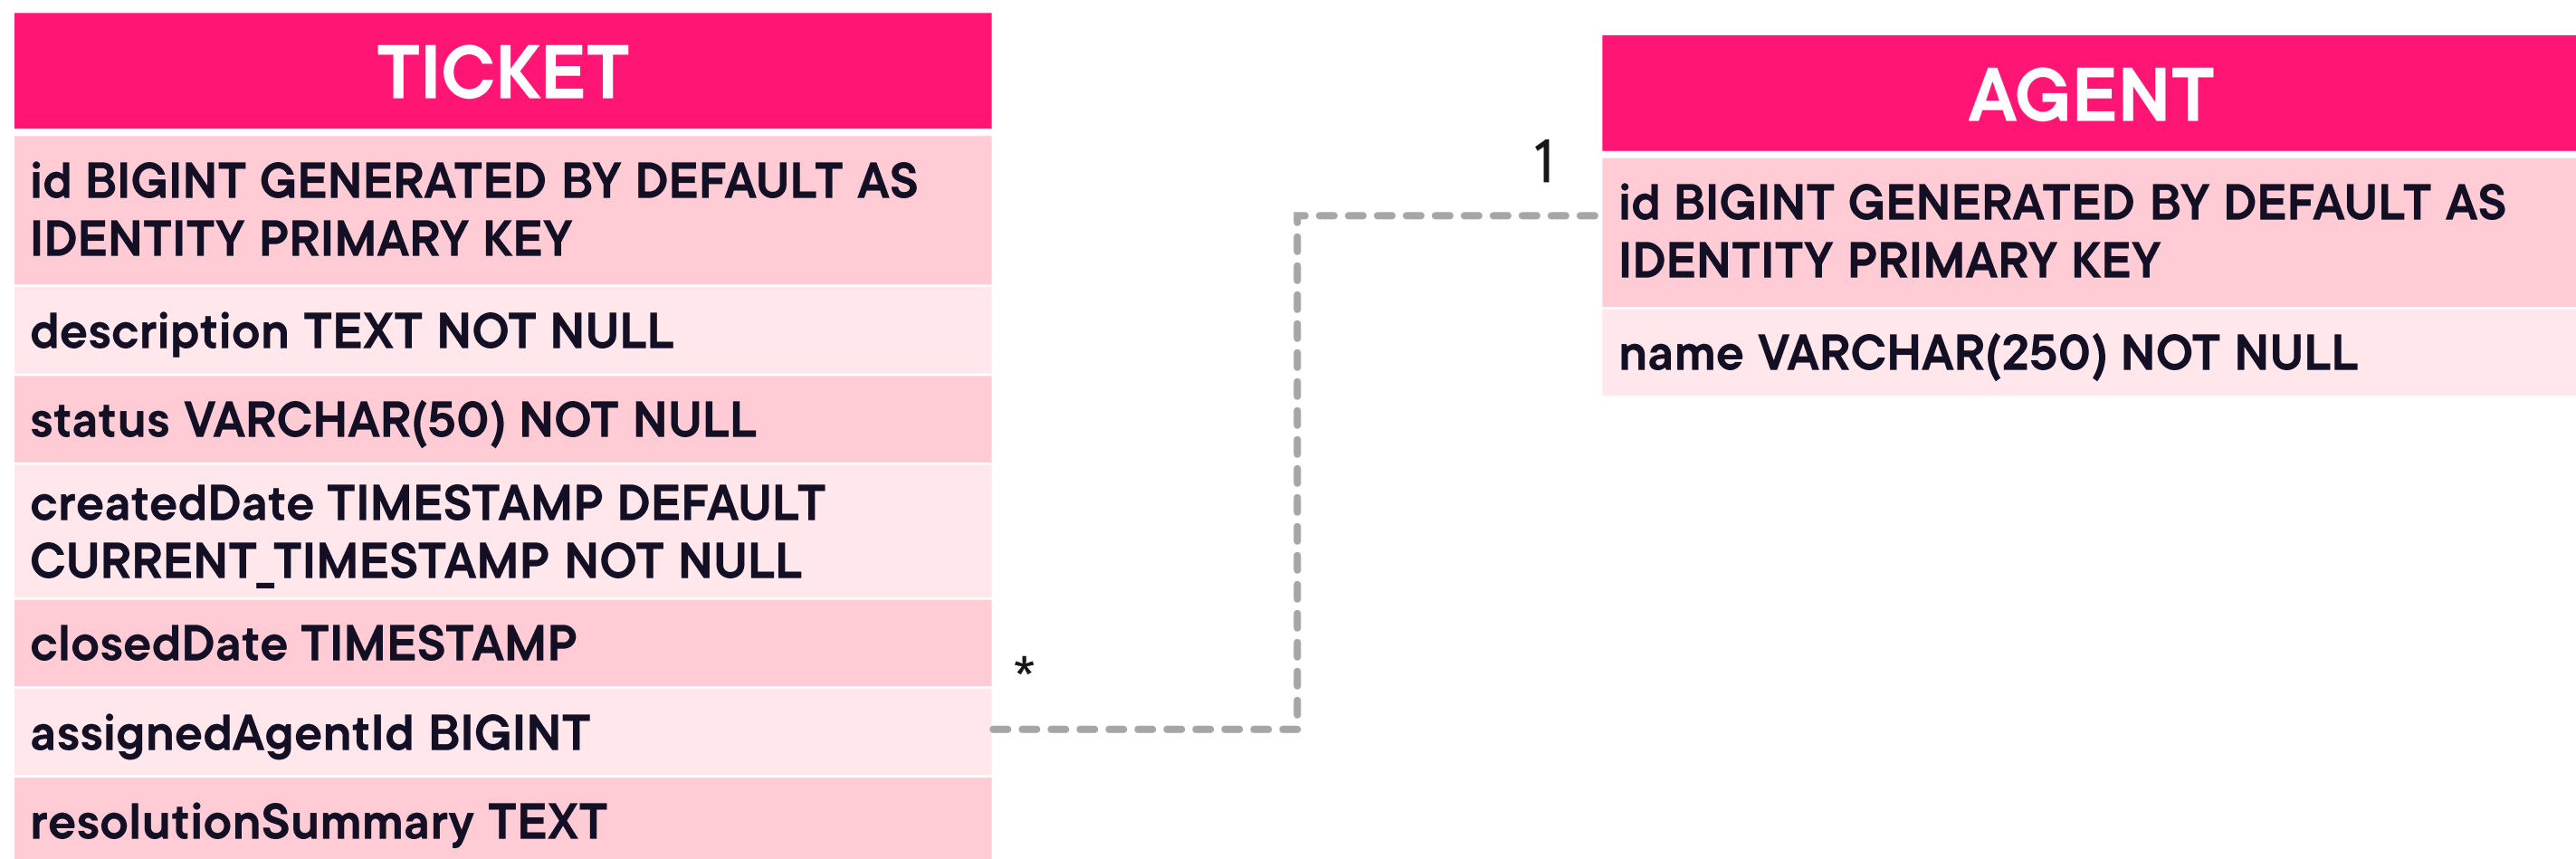 TICKET
id BIGINT GENERATED BY DEFAULT AS
IDENTITY PRIMARY KEY
description TEXT NOT NULL
status VARCHAR(50) NOT NULL
createdDate TIMESTAMP DEFAULT
CURRENT_TIMESTAMP NOT NULL
closedDate TIMESTAMP
assignedAgentId BIGINT
resolutionSummary TEXT
*
1
AGENT
id BIGINT GENERATED BY DEFAULT AS
IDENTITY PRIMARY KEY
name VARCHAR(250) NOT NULL